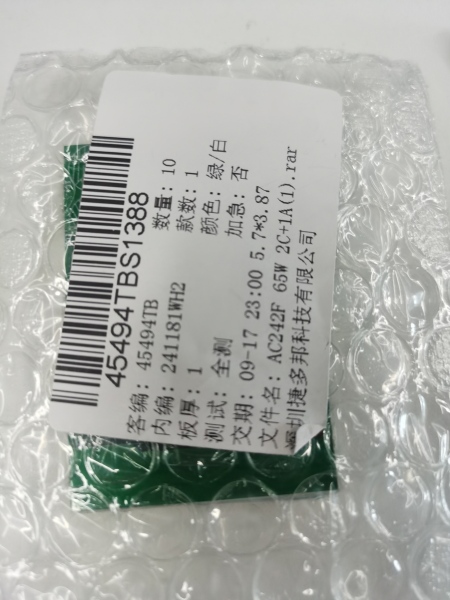 45494TBS1388
客编: 45494TB 数量: 10
内编: 241181WH2 款数: 1
板厚: 1 颜色: 绿/白
测试: 全测 加急: 否
交期: 09-17 23:00 5.7*3.87
文件名: AC242F 65W 2C+1A(1).rar
深圳捷多邦科技有限公司